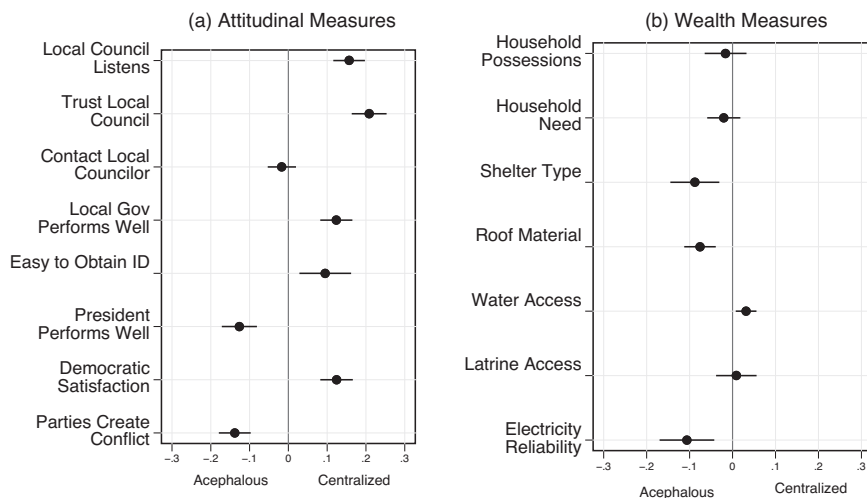 (a) Attitudinal Measures
Local Council
Listens
Trust Local
Council
Contact Local
Councilor
Local Gov
Performs Well
Easy to Obtain ID
President
Performs Well
Democratic
Satisfaction
Parties Create
Conflict
-.3 -.2 -.1 0 .1 .2 .3
Acephalous Centralized
(b) Wealth Measures
Household
Possessions
Household
Need
Shelter Type
Roof Material
Water Access
Latrine Access
Electricity
Reliability
-.3 -.2 -.1 0 .1 .2 .3
Acephalous Centralized